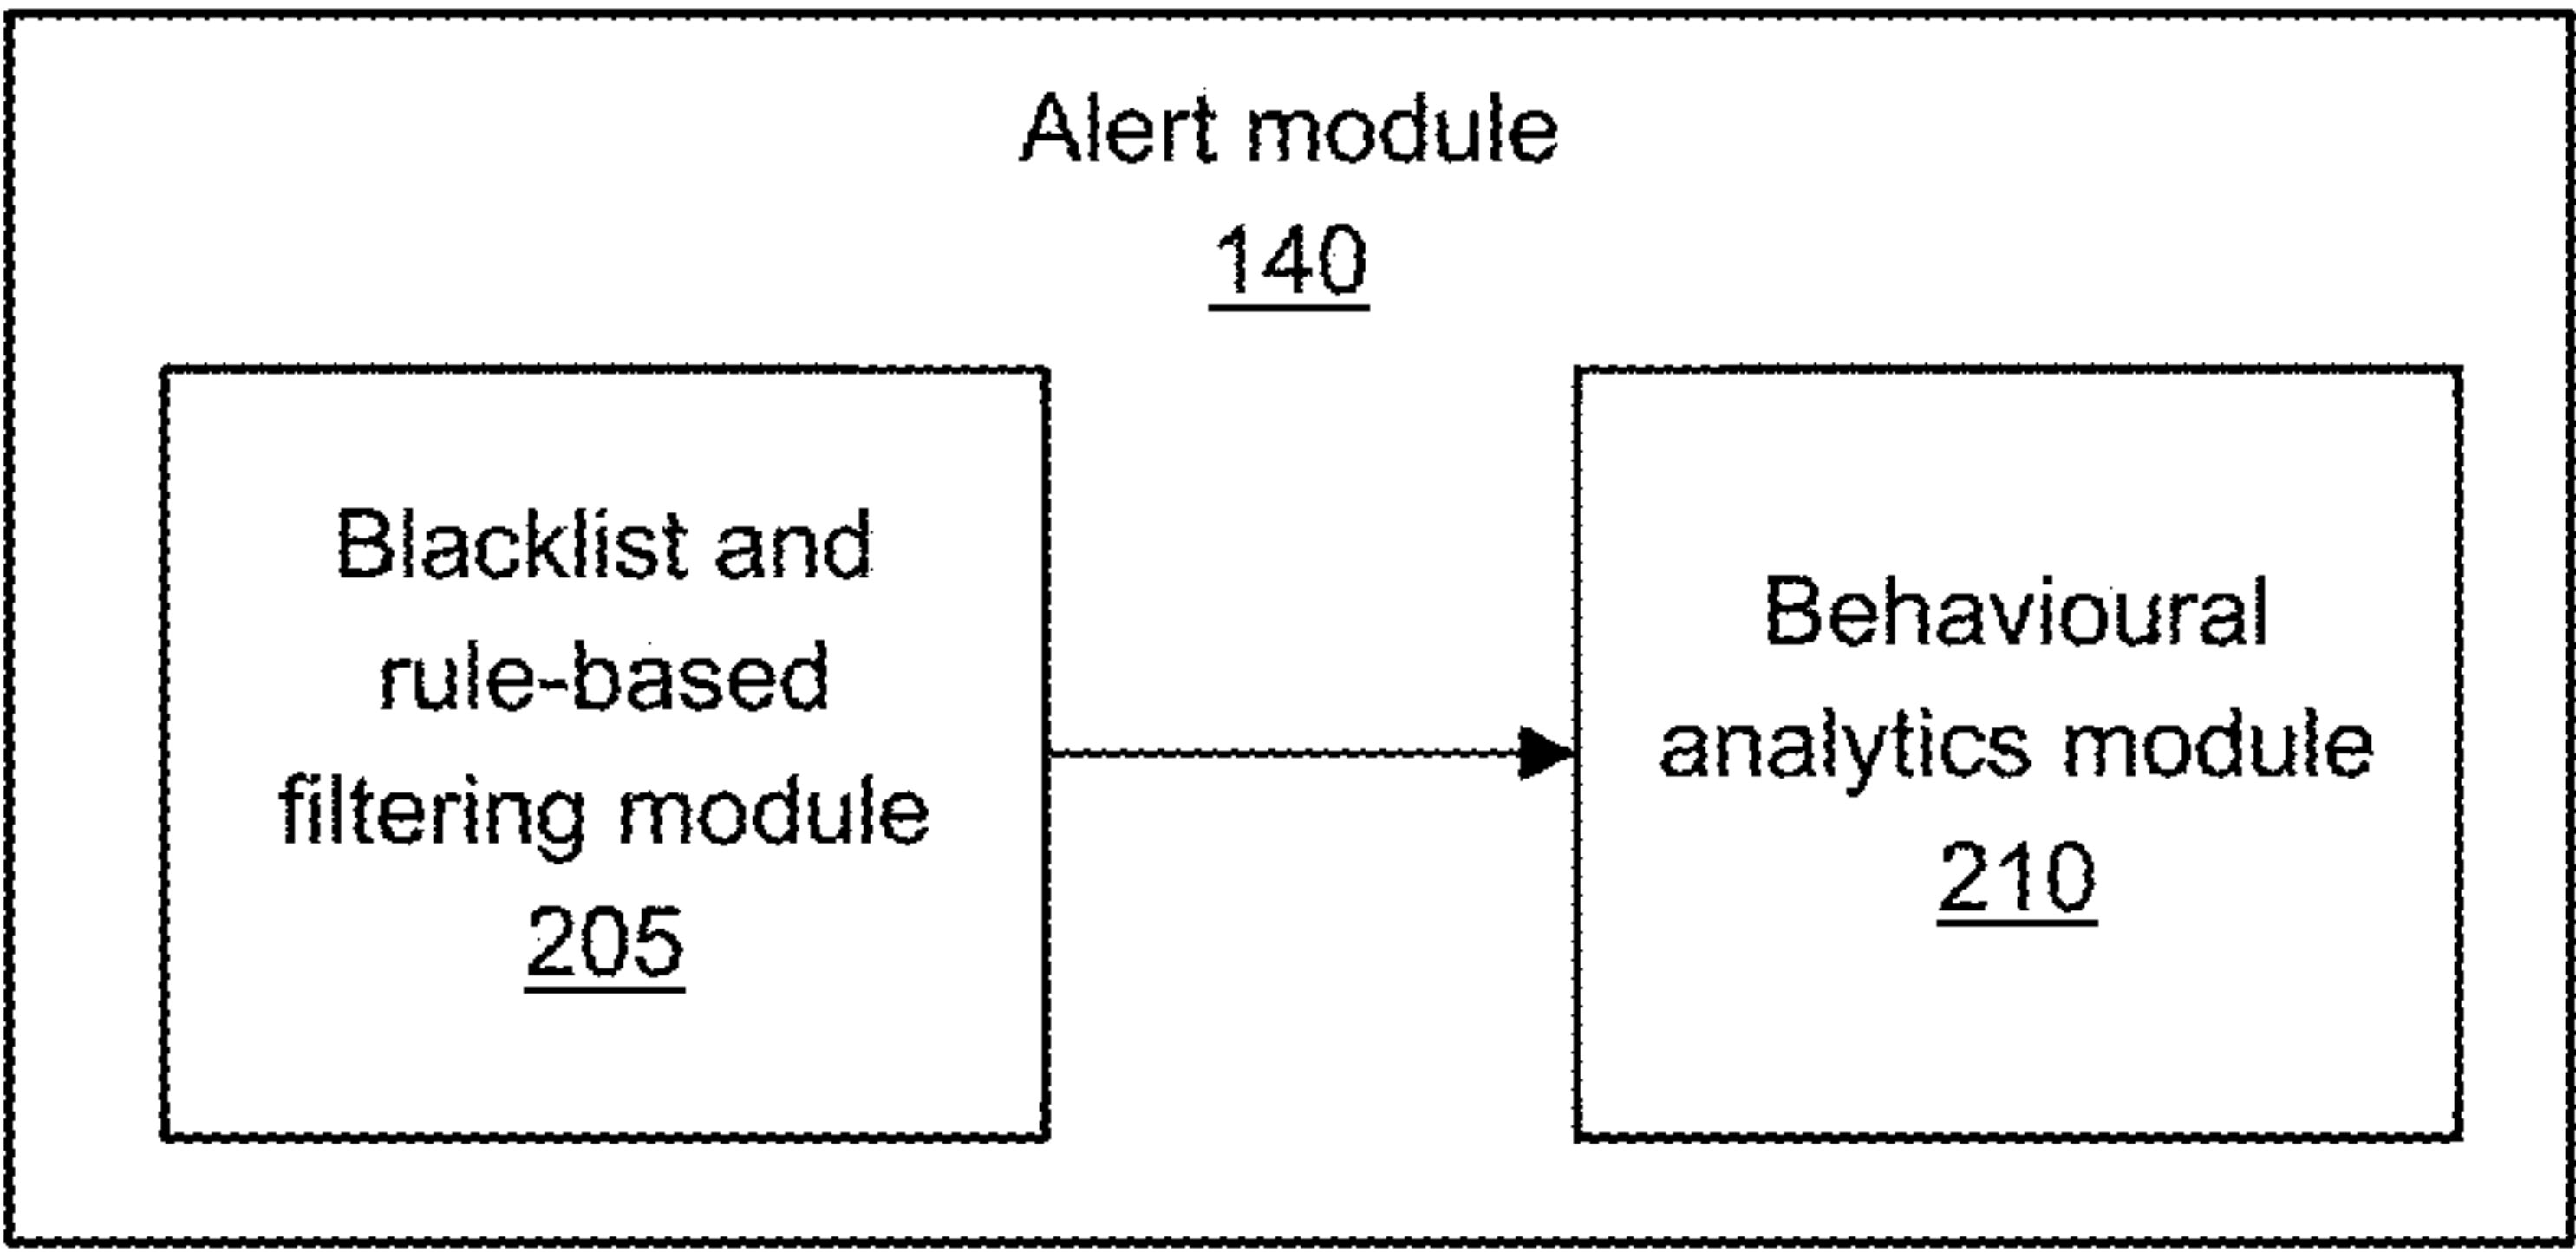 Alert module
140
Blacklist and
rule-based
filtering module
205
Behavioural
analytics module
210